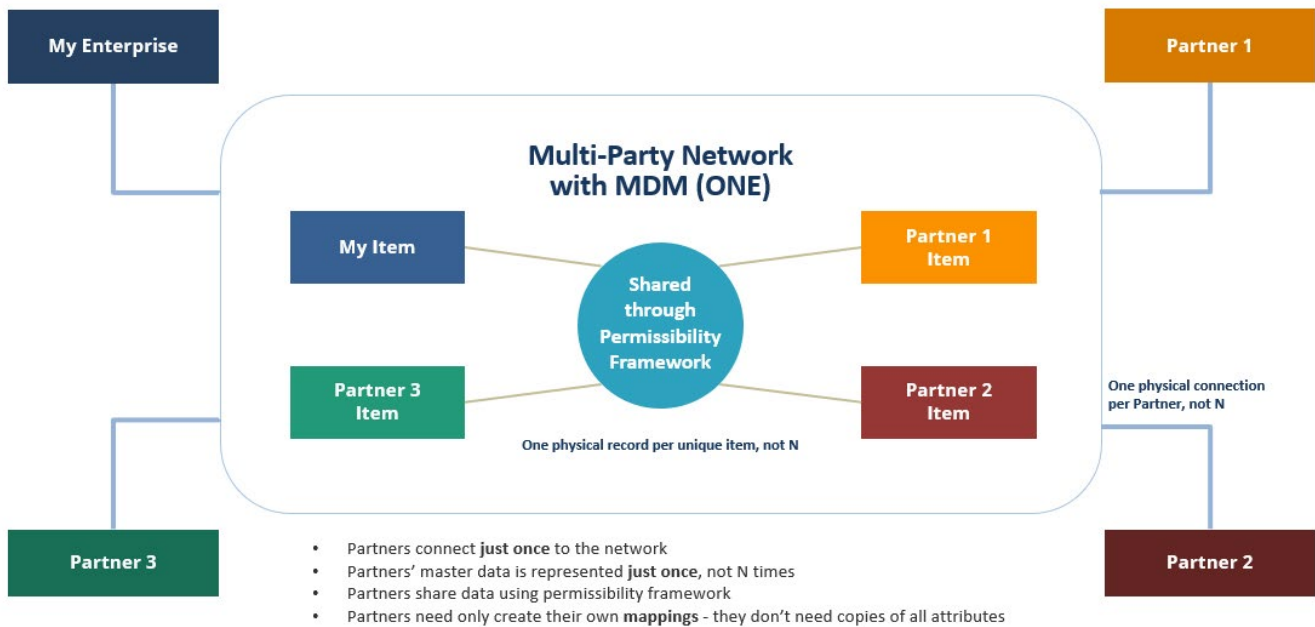 My Enterprise
Partner 1
Multi-Party Network
with MDM (ONE)
My Item
Partner 1
Item
Shared
through
Permissibility
Framework
Partner 3
Item
Partner 2
Item
One physical connection
per Partner, not N
One physical record per unique item, not N
Partner 3
Partner 2
• Partners connect just once to the network
• Partners’ master data is represented just once, not N times
• Partners share data using permissibility framework
• Partners need only create their own mappings - they don’t need copies of all attributes